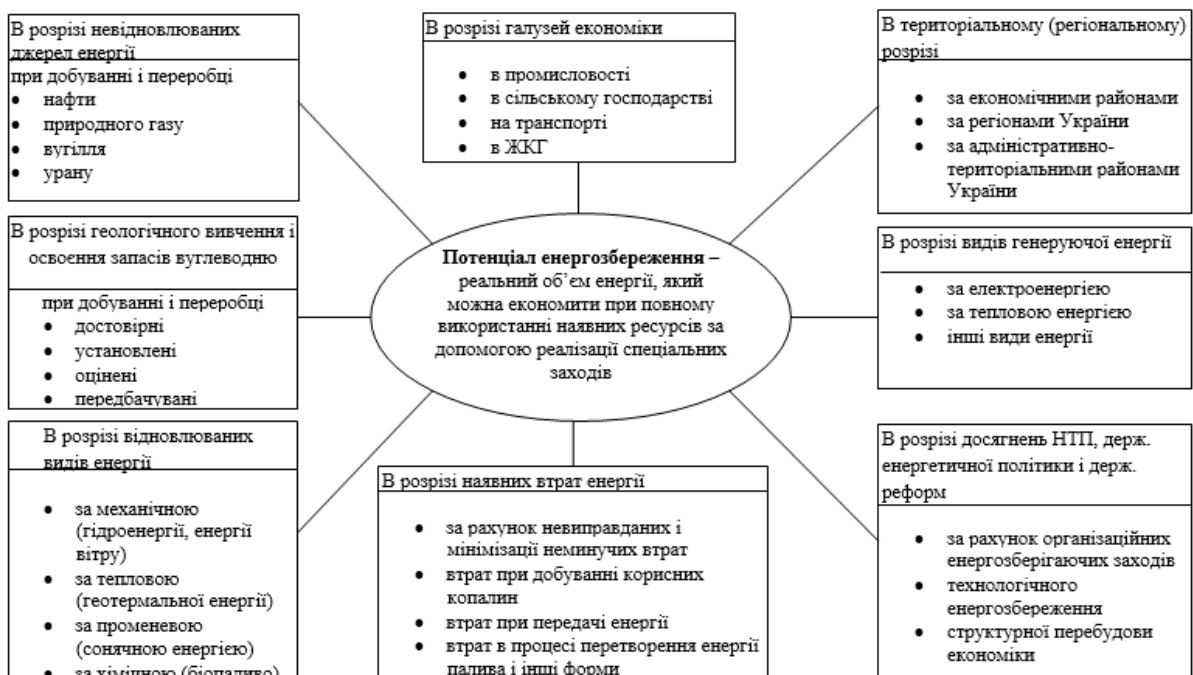 В розрізі невідновлюваних
джерел енергії
при добуванні і переробці
• нафти
• природного газу
• вугілля
• урану
В розрізі галузей економіки
• в промисловості
• в сільському господарстві
• на транспорті
• в ЖКГ
В територіальному (регіональному)
розрізі
• за економічними районами
• за регіонами України
• за адміністративно-
територіальними районами
України
В розрізі геологічного вивчення і
освоєння запасів вуглеводню
при добуванні і переробці
• достовірні
• установлені
• оцінені
• передбачувані
Потенціал енергозбереження –
реальний об’єм енергії, який
можна економити при повному
використанні наявних ресурсів за
допомогою реалізації спеціальних
заходів
В розрізі видів генеруючої енергії
• за електроенергією
• за тепловою енергією
• інші види енергії
В розрізі відновлюваних
видів енергії
• за механічною
(гідроенергії, енергії
вітру)
• за тепловою
(геотермальної енергії)
• за променевою
(сонячною енергією)
• за хімічною (біопаливо)
В розрізі наявних втрат енергії
• за рахунок невиправданих і
мінімізації неминучих втрат
• втрат при добуванні корисних
копалин
• втрат при передачі енергії
• втрат в процесі перетворення енергії
палива і інші форми
В розрізі досягнень НТП, держ.
енергетичної політики і держ.
реформ
• за рахунок організаційних
енергозберігаючих заходів
• технологічного
енергозбереження
• структурної перебудови
економіки